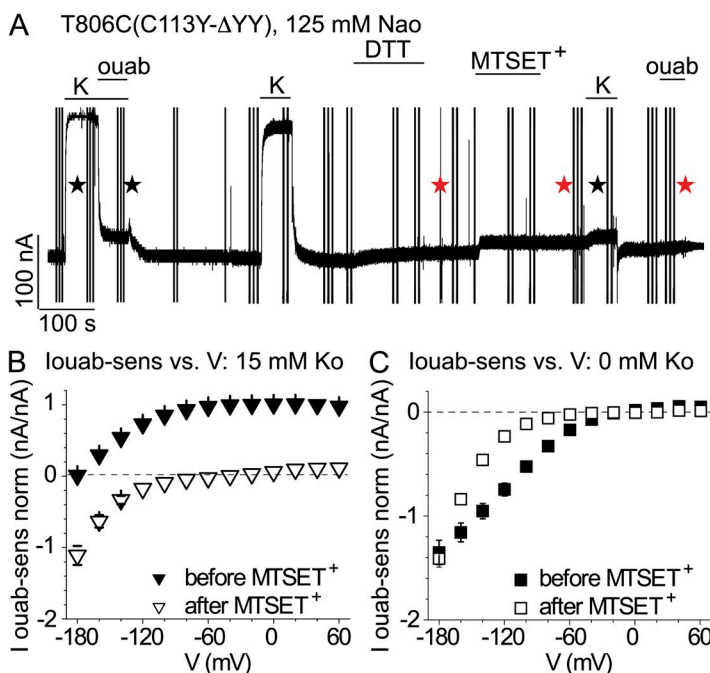 A T806C(C113Y-ΔYY), 125 mM Nao
DTT
MTSET+
ouab
K
K
K
ouab
100 nA
100 s
B Iouab-sens vs. V: 15 mM Ko
I ouab-sens norm (nA/nA)
1
0
-1
-2
before MTSET+
after MTSET+
-180 -120 -60 0 60
V (mV)
C Iouab-sens vs. V: 0 mM Ko
I ouab-sens norm (nA/nA)
0
-1
-2
before MTSET+
after MTSET+
-180 -120 -60 0 60
V (mV)